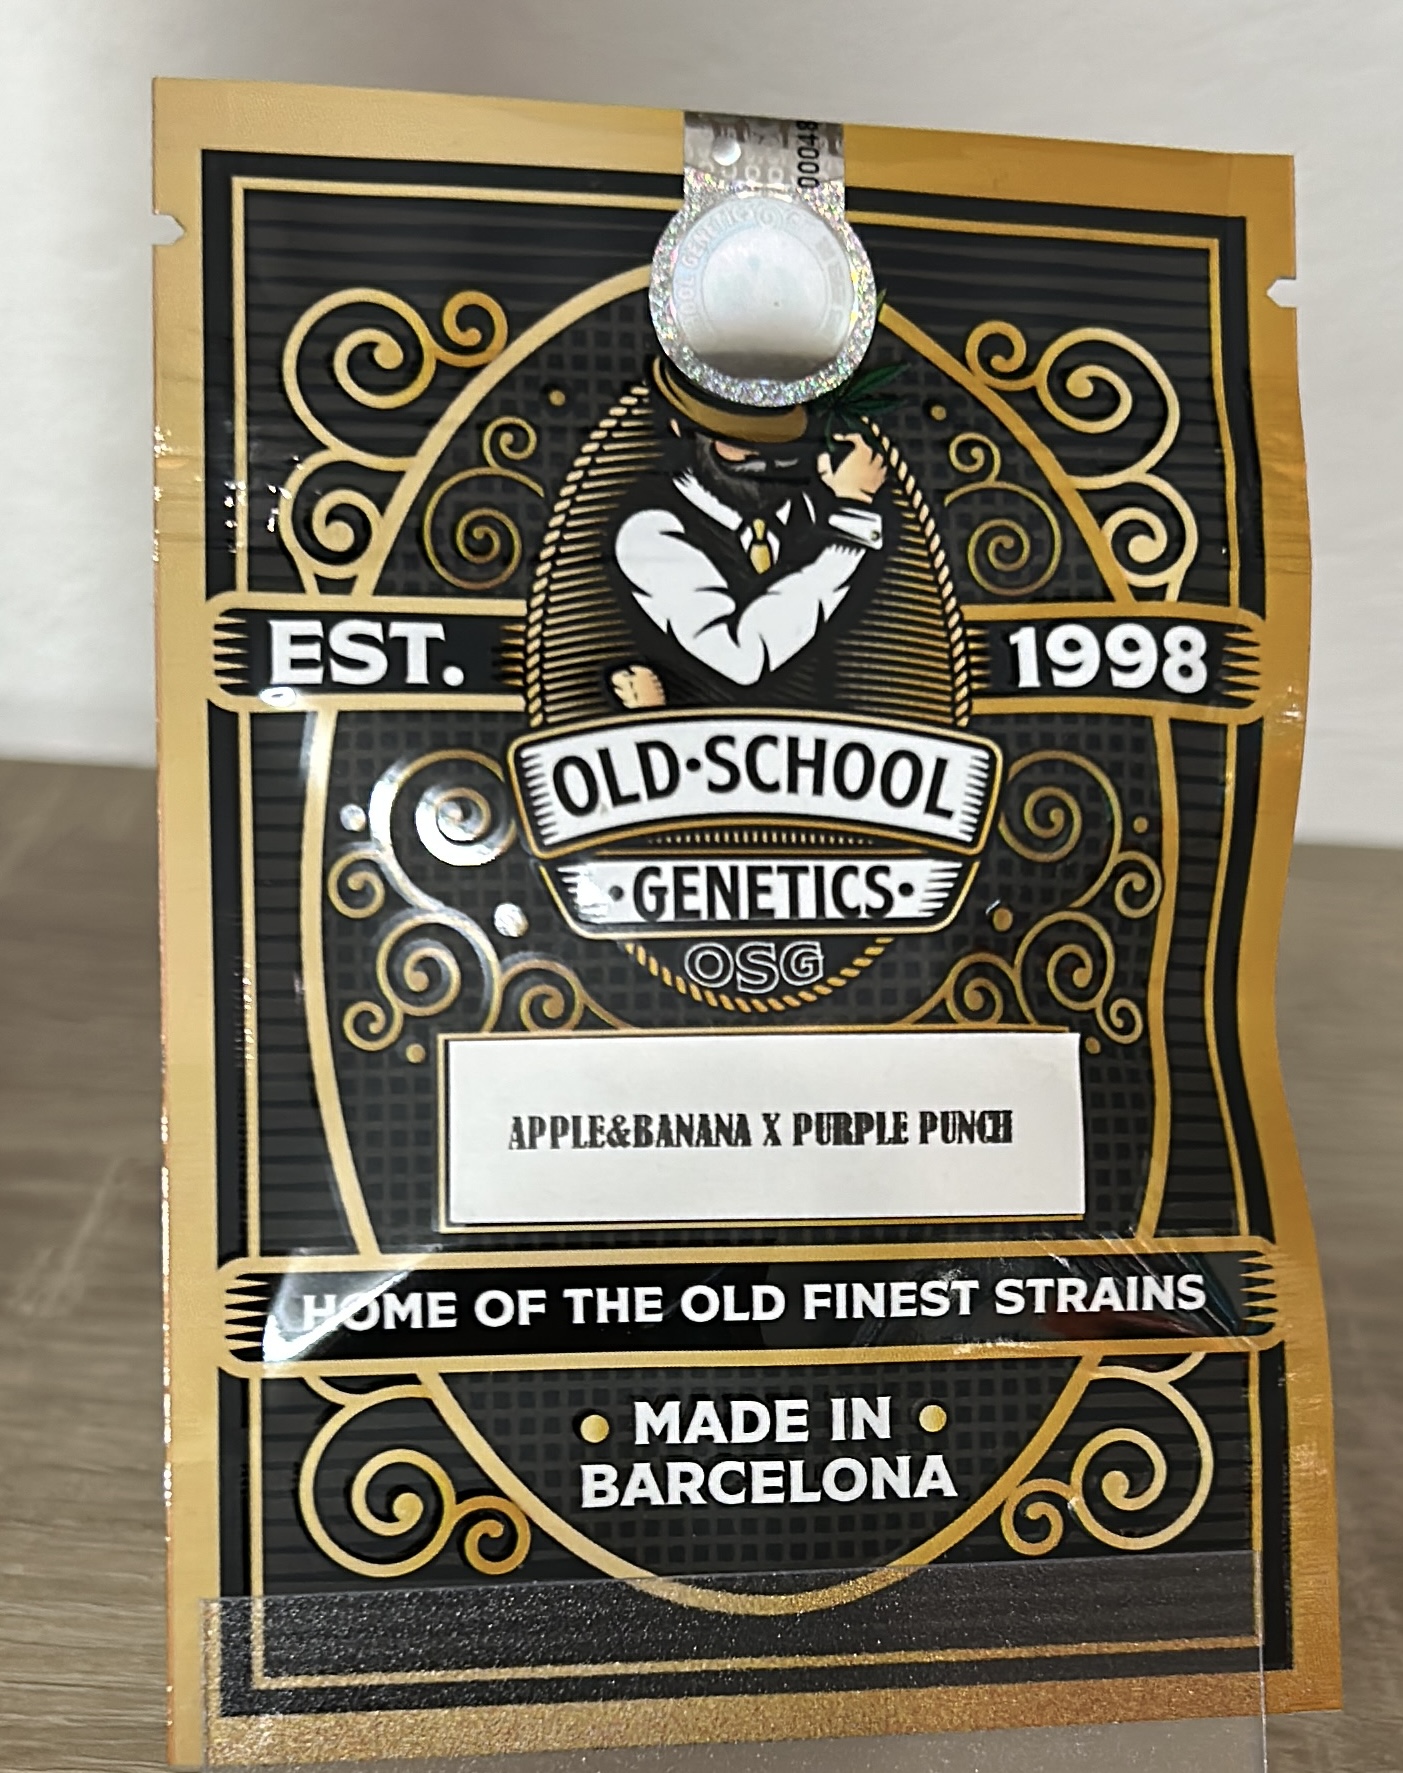 00048
EST.
1998
OLD·SCHOOL
·GENETICS·
OSG
APPLE&BANANA X PURPLE PUNCH
HOME OF THE OLD FINEST STRAINS
• MADE IN •
BARCELONA